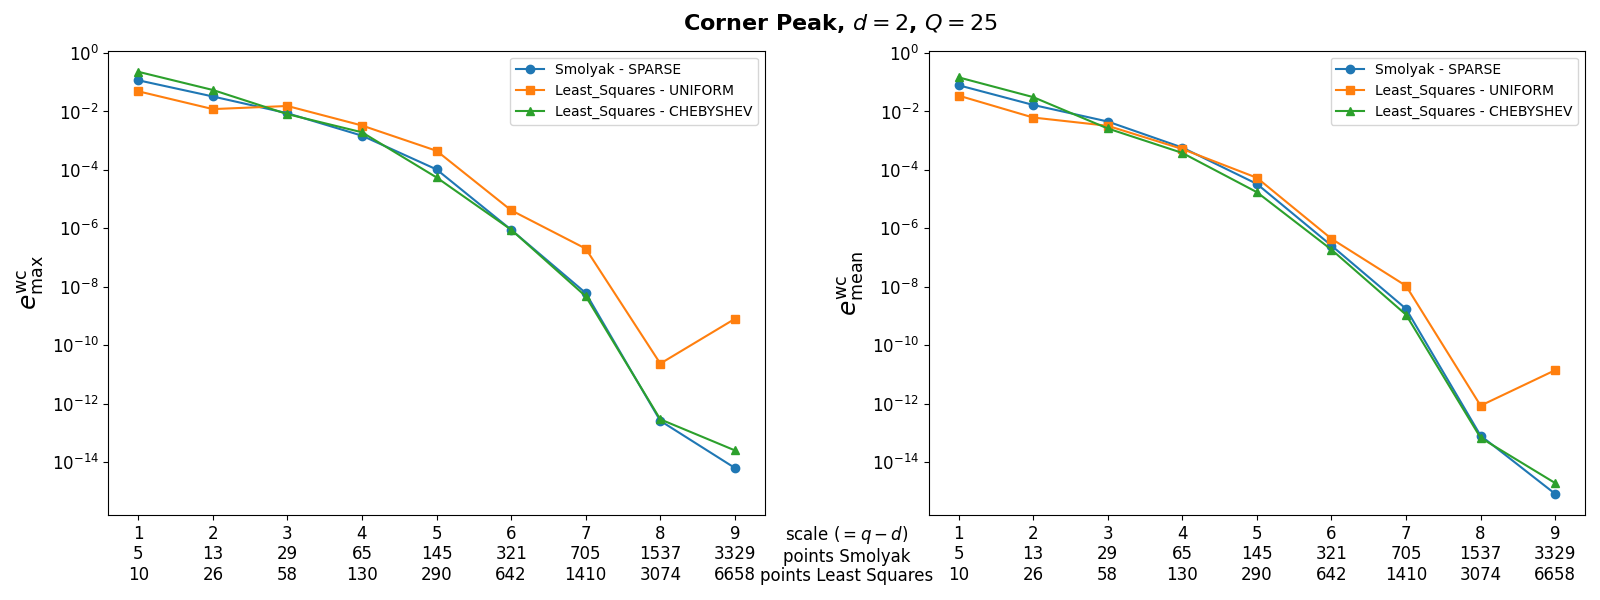 Corner Peak, d = 2, Q = 25
10^0
10^-2
10^-4
10^-6
10^-8
10^-10
10^-12
10^-14
e^wc_max
Smolyak - SPARSE
Least_Squares - UNIFORM
Least_Squares - CHEBYSHEV
1 2 3 4 5 6 7 8 9
5 13 29 65 145 321 705 1537 3329
10 26 58 130 290 642 1410 3074 6658
scale (= q − d)
points Smolyak
points Least Squares
10^0
10^-2
10^-4
10^-6
10^-8
10^-10
10^-12
10^-14
e^wc_mean
Smolyak - SPARSE
Least_Squares - UNIFORM
Least_Squares - CHEBYSHEV
1 2 3 4 5 6 7 8 9
5 13 29 65 145 321 705 1537 3329
10 26 58 130 290 642 1410 3074 6658